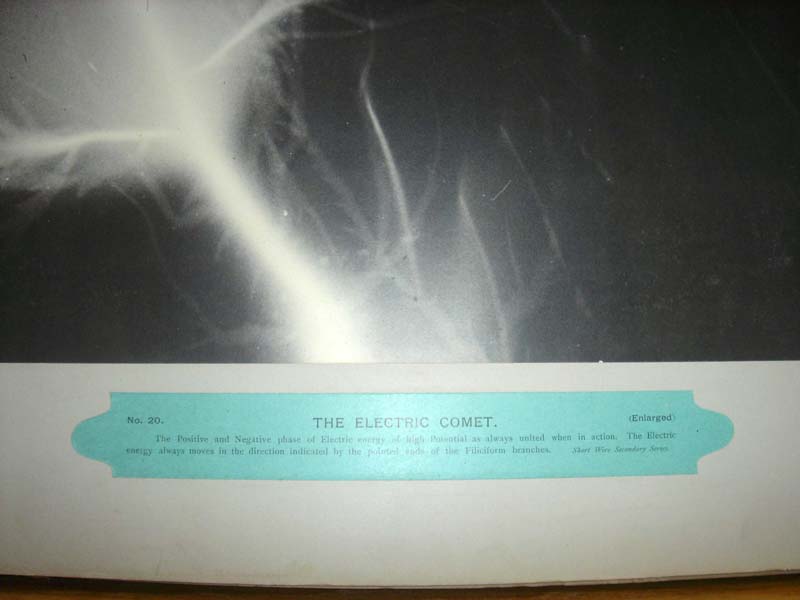 No. 20. THE ELECTRIC COMET. (Enlarged)
The Positive and Negative phase of Electric energy of high Potential as always united when in action. The Electric
energy always moves in the direction indicated by the pointed ends of the Filiciform branches. Short Wire Secondary Series.